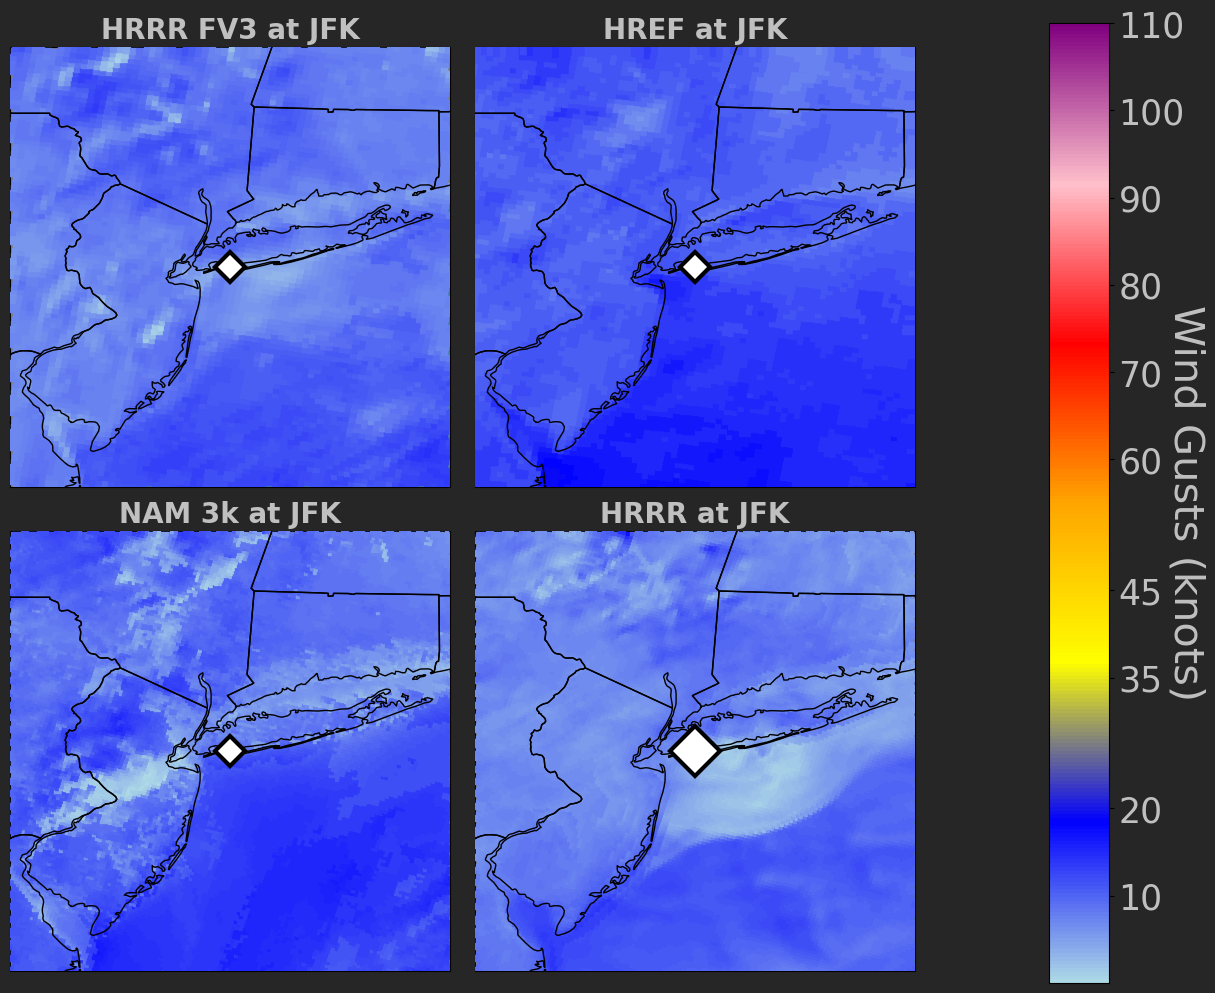 HRRR FV3 at JFK
HREF at JFK
NAM 3k at JFK
HRRR at JFK
110
100
90
80
70
60
45
35
20
10
Wind Gusts (knots)